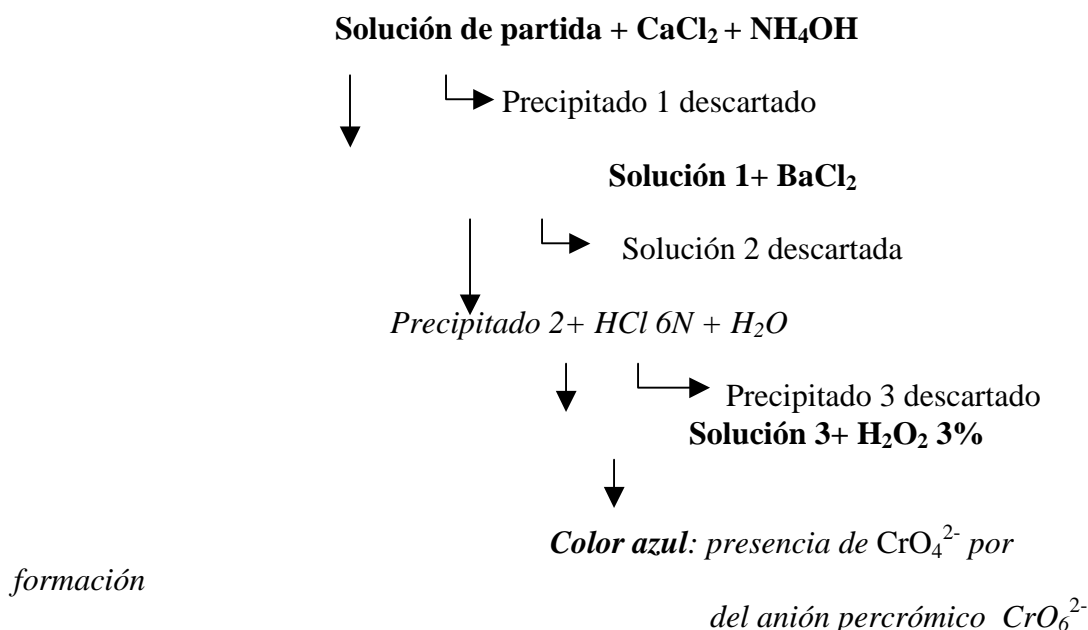 Solución de partida + CaCl₂ + NH₄OH
Precipitado 1 descartado
Solución 1+ BaCl₂
Solución 2 descartada
Precipitado 2+ HCl 6N + H₂O
Precipitado 3 descartado
Solución 3+ H₂O₂ 3%
Color azul: presencia de CrO₄²⁻ por
formación
del anión percrómico CrO₆²⁻